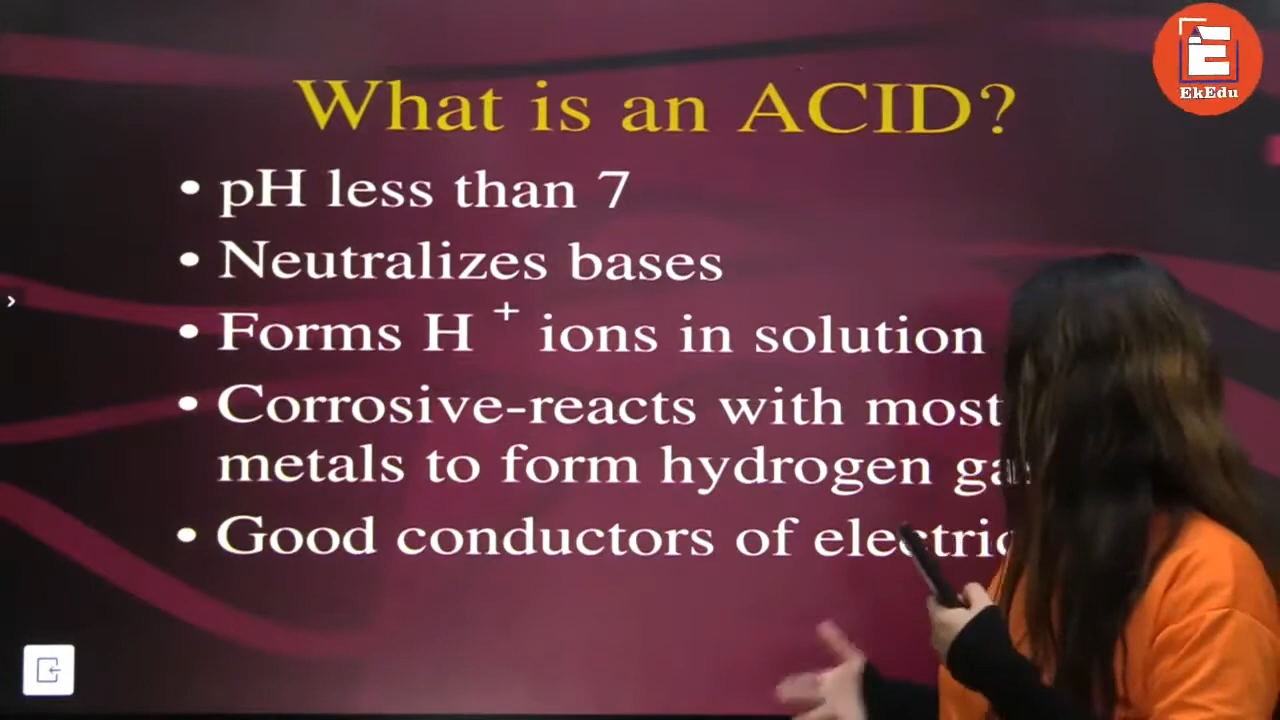 What is an ACID?
• pH less than 7
• Neutralizes bases
• Forms H⁺ ions in solution
• Corrosive-reacts with most
metals to form hydrogen
• Good conductors of
E
EkEdu